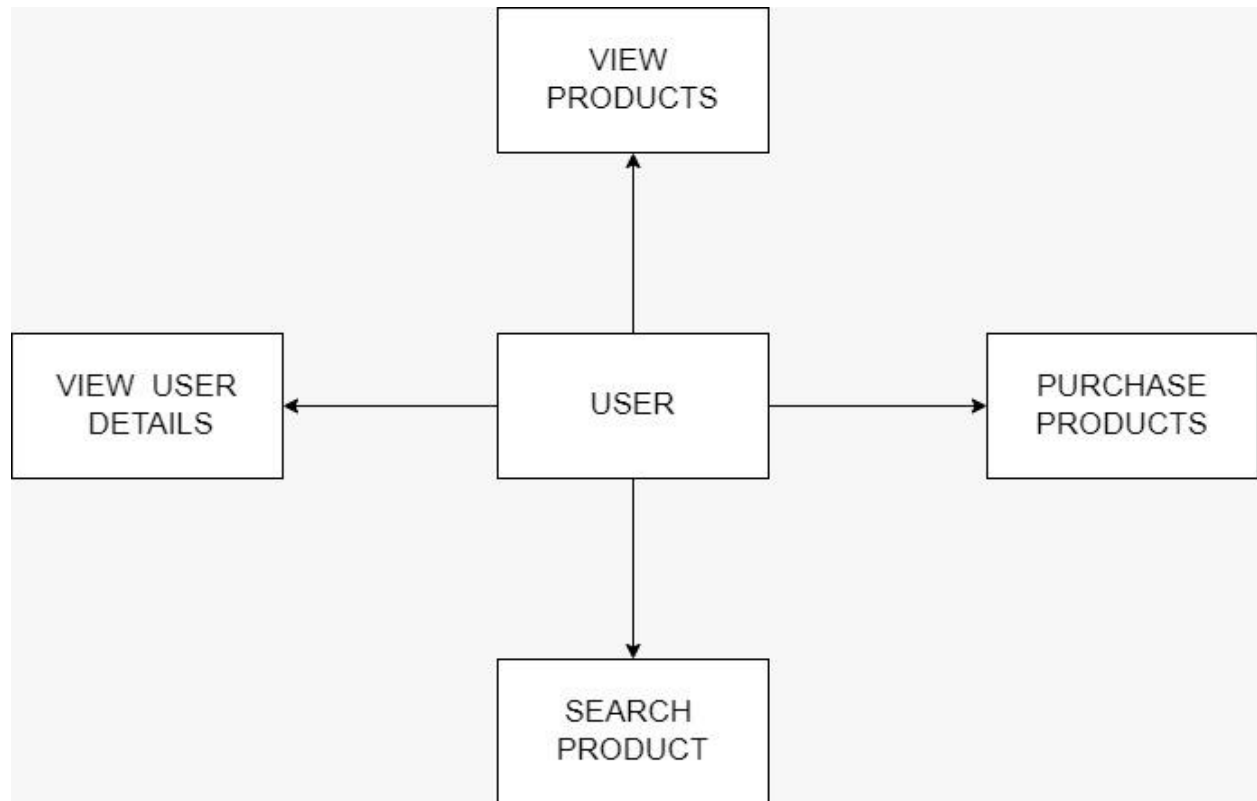 VIEW
PRODUCTS
VIEW USER
DETAILS
USER
PURCHASE
PRODUCTS
SEARCH
PRODUCT